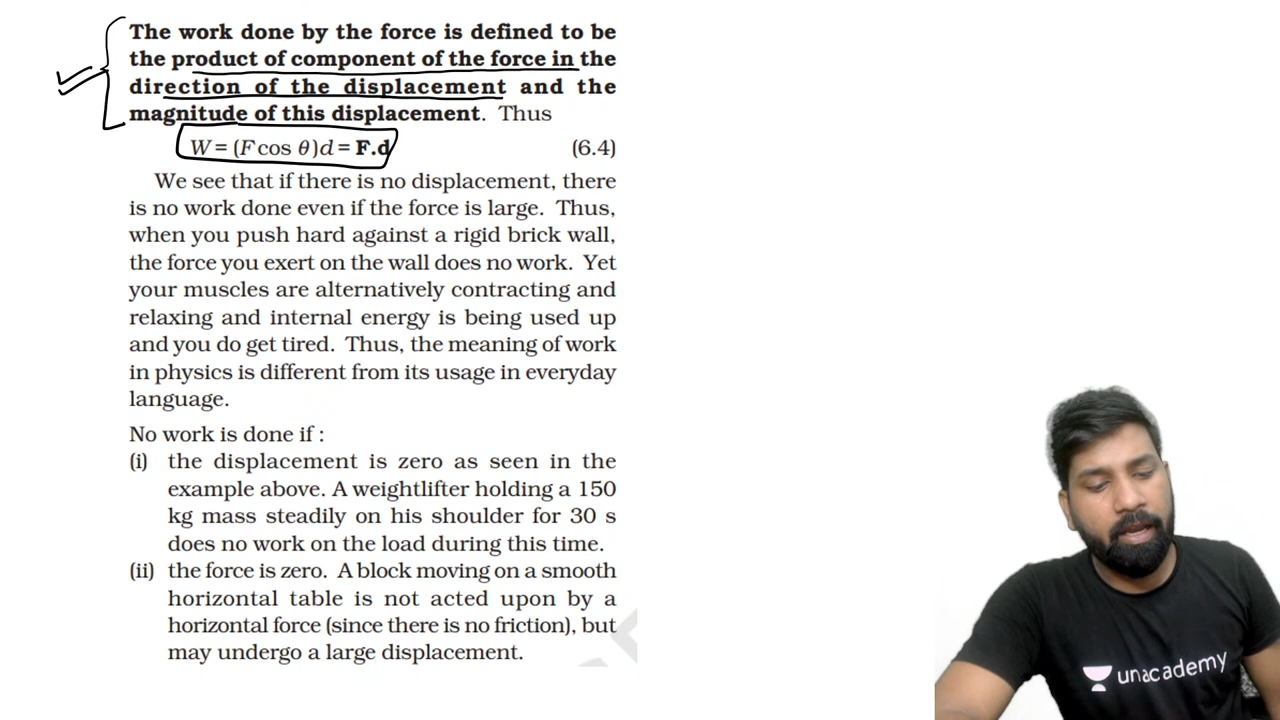 The work done by the force is defined to be
the product of component of the force in the
direction of the displacement and the
magnitude of this displacement. Thus
W = (F cos θ)d = F.d (6.4)
We see that if there is no displacement, there
is no work done even if the force is large. Thus,
when you push hard against a rigid brick wall,
the force you exert on the wall does no work. Yet
your muscles are alternatively contracting and
relaxing and internal energy is being used up
and you do get tired. Thus, the meaning of work
in physics is different from its usage in everyday
language.
No work is done if :
(i) the displacement is zero as seen in the
example above. A weightlifter holding a 150
kg mass steadily on his shoulder for 30 s
does no work on the load during this time.
(ii) the force is zero. A block moving on a smooth
horizontal table is not acted upon by a
horizontal force (since there is no friction), but
may undergo a large displacement.
unacademy